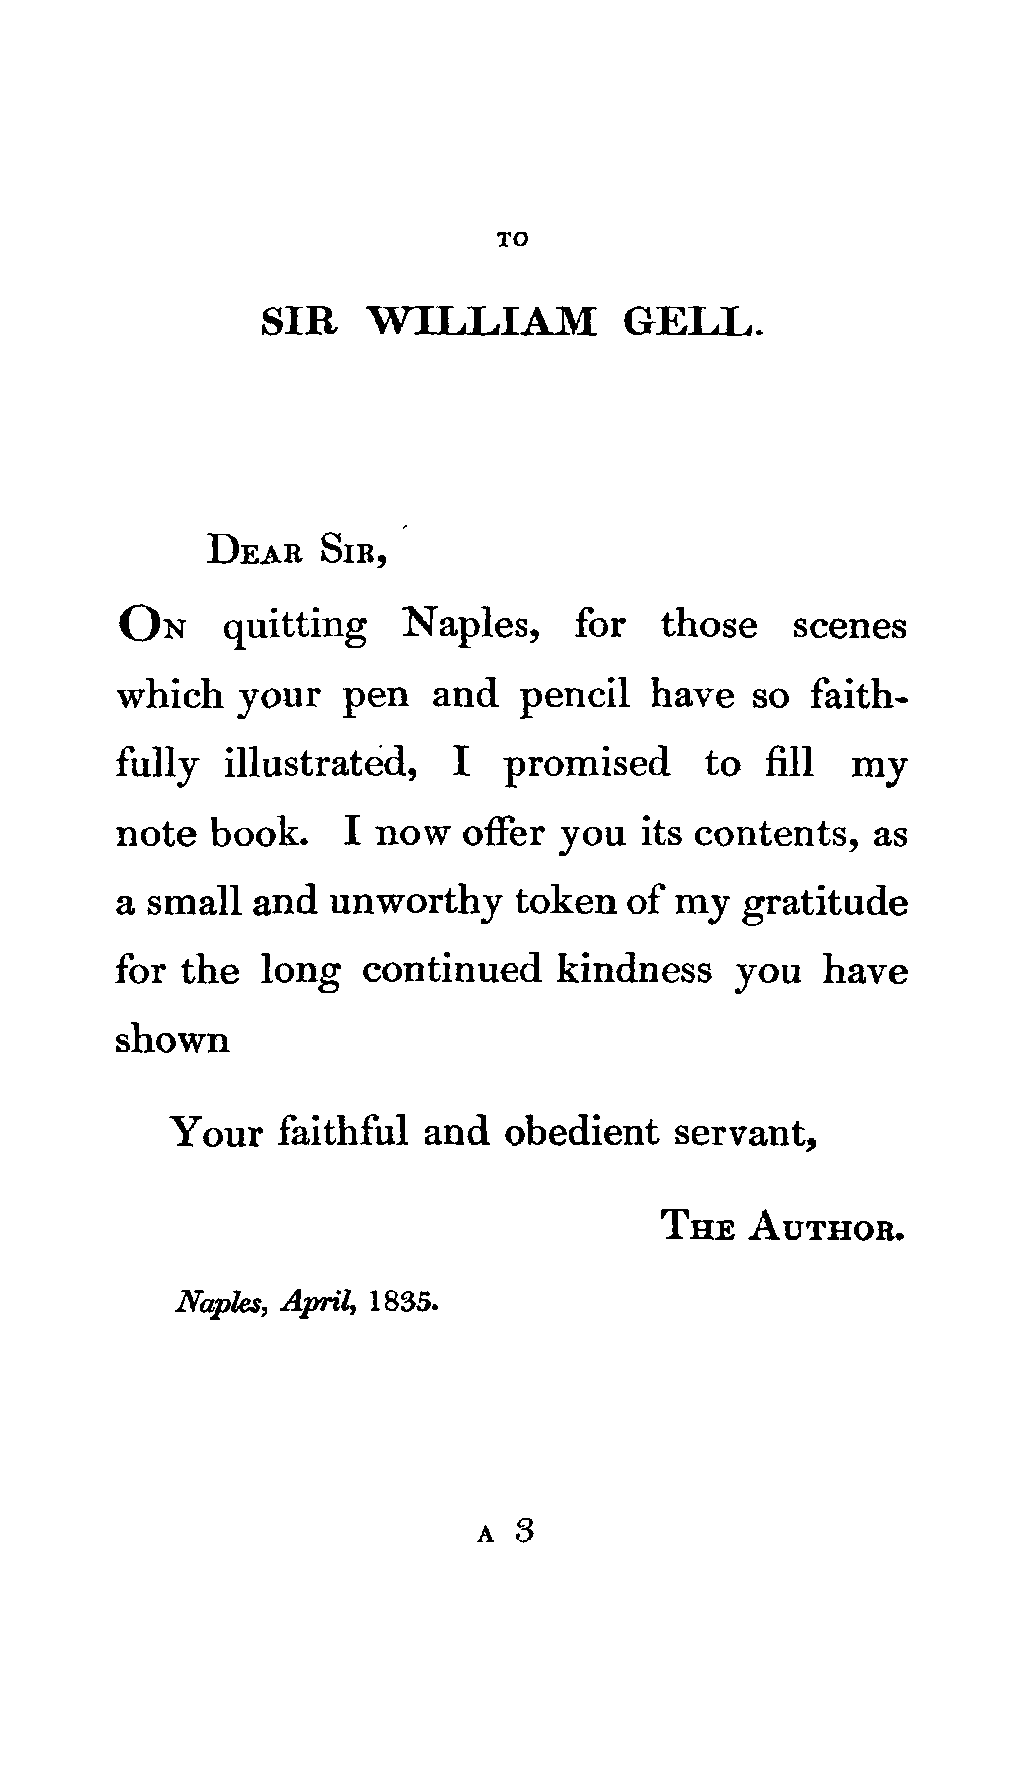 TO
SIR WILLIAM GELL.
DEAR SIR,
ON quitting Naples, for those scenes
which your pen and pencil have so faith-
fully illustrated, I promised to fill my
note book. I now offer you its contents, as
a small and unworthy token of my gratitude
for the long continued kindness you have
shown
Your faithful and obedient servant,
THE AUTHOR.
Naples, April, 1835.
A 3